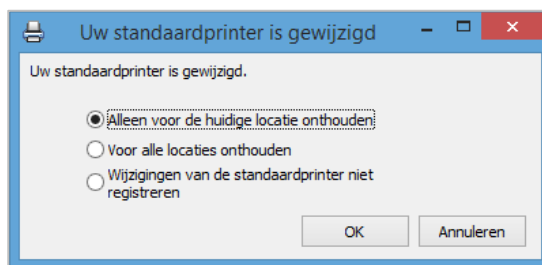 Uw standaardprinter is gewijzigd
Uw standaardprinter is gewijzigd.
Alleen voor de huidige locatie onthouden
Voor alle locaties onthouden
Wijzigingen van de standaardprinter niet
registreren
OK Annuleren